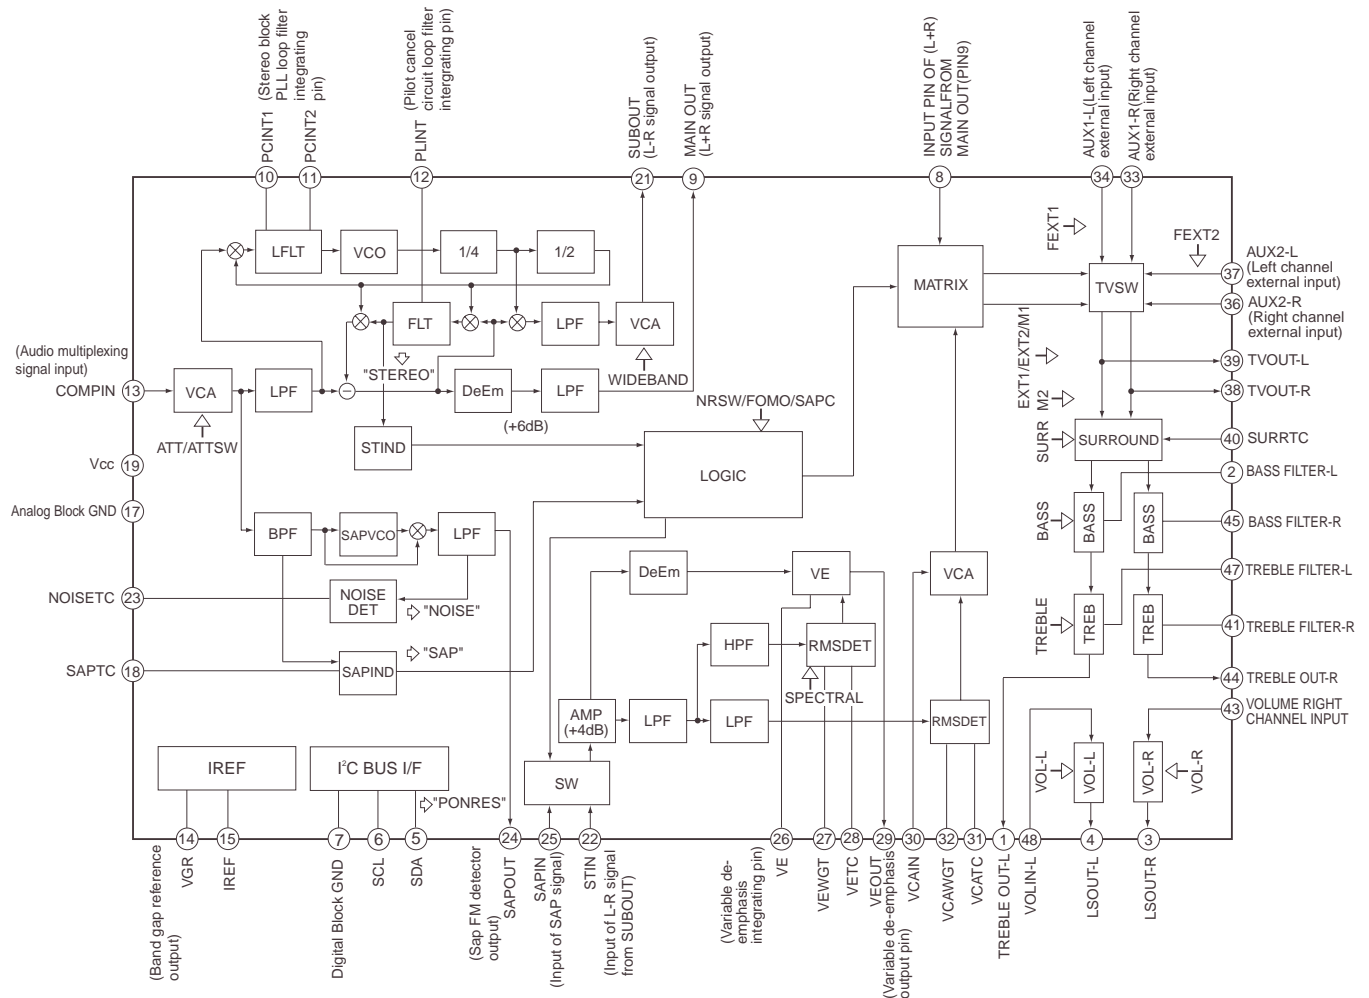 (Stereo block
PLL loop filter
integrating
pin)
(Pilot cancel
circuit loop filter
intergrating pin)
SUBOUT
(L-R signal output)
MAIN OUT
(L+R signal output)
INPUT PIN OF (L+R)
SIGNALFROM
MAIN OUT(PIN9)
AUX1-L(Left channel
external input)
AUX1-R(Right channel
external input)
PCINT1
PCINT2
PLINT
10
11
12
21
9
8
34
33
FEXT1
FEXT2
LFLT
VCO
1/4
1/2
MATRIX
TVSW
37
AUX2-L
(Left channel
external input)
36
AUX2-R
(Right channel
external input)
FLT
LPF
VCA
"STEREO"
WIDEBAND
EXT1/EXT2/M1
39
TVOUT-L
(Audio multiplexing
signal input)
COMPIN
13
VCA
LPF
DeEm
LPF
(+6dB)
NRSW/FOMO/SAPC
M2
38
TVOUT-R
ATT/ATTSW
STIND
LOGIC
SURR
SURROUND
40
SURRTC
Vcc
19
2
BASS FILTER-L
Analog Block GND
17
BPF
SAPVCO
LPF
BASS
BASS
BASS
45
BASS FILTER-R
DeEm
VE
VCA
47
TREBLE FILTER-L
NOISETC
23
NOISE
DET
"NOISE"
TREBLE
TREB
TREB
41
TREBLE FILTER-R
HPF
RMSDET
SAPTC
18
SAPIND
"SAP"
SPECTRAL
44
TREBLE OUT-R
AMP
(+4dB)
LPF
LPF
RMSDET
43
VOLUME RIGHT
CHANNEL INPUT
IREF
I²C BUS I/F
SW
VOL-L
VOL-L
VOL-R
VOL-R
"PONRES"
14
15
7
6
5
24
25
22
26
27
28
29
30
32
31
1
48
4
3
(Band gap reference
output)
VGR
IREF
Digital Block GND
SCL
SDA
(Sap FM detector
output)
SAPOUT
SAPIN
(Input of SAP signal)
STIN
(Input of L-R signal
from SUBOUT)
(Variable de-
emphasis
integrating pin)
VE
VEWGT
VETC
VEOUT
(Variable de-emphasis
output pin)
VCAIN
VCAWGT
VCATC
TREBLE OUT-L
VOLIN-L
LSOUT-L
LSOUT-R